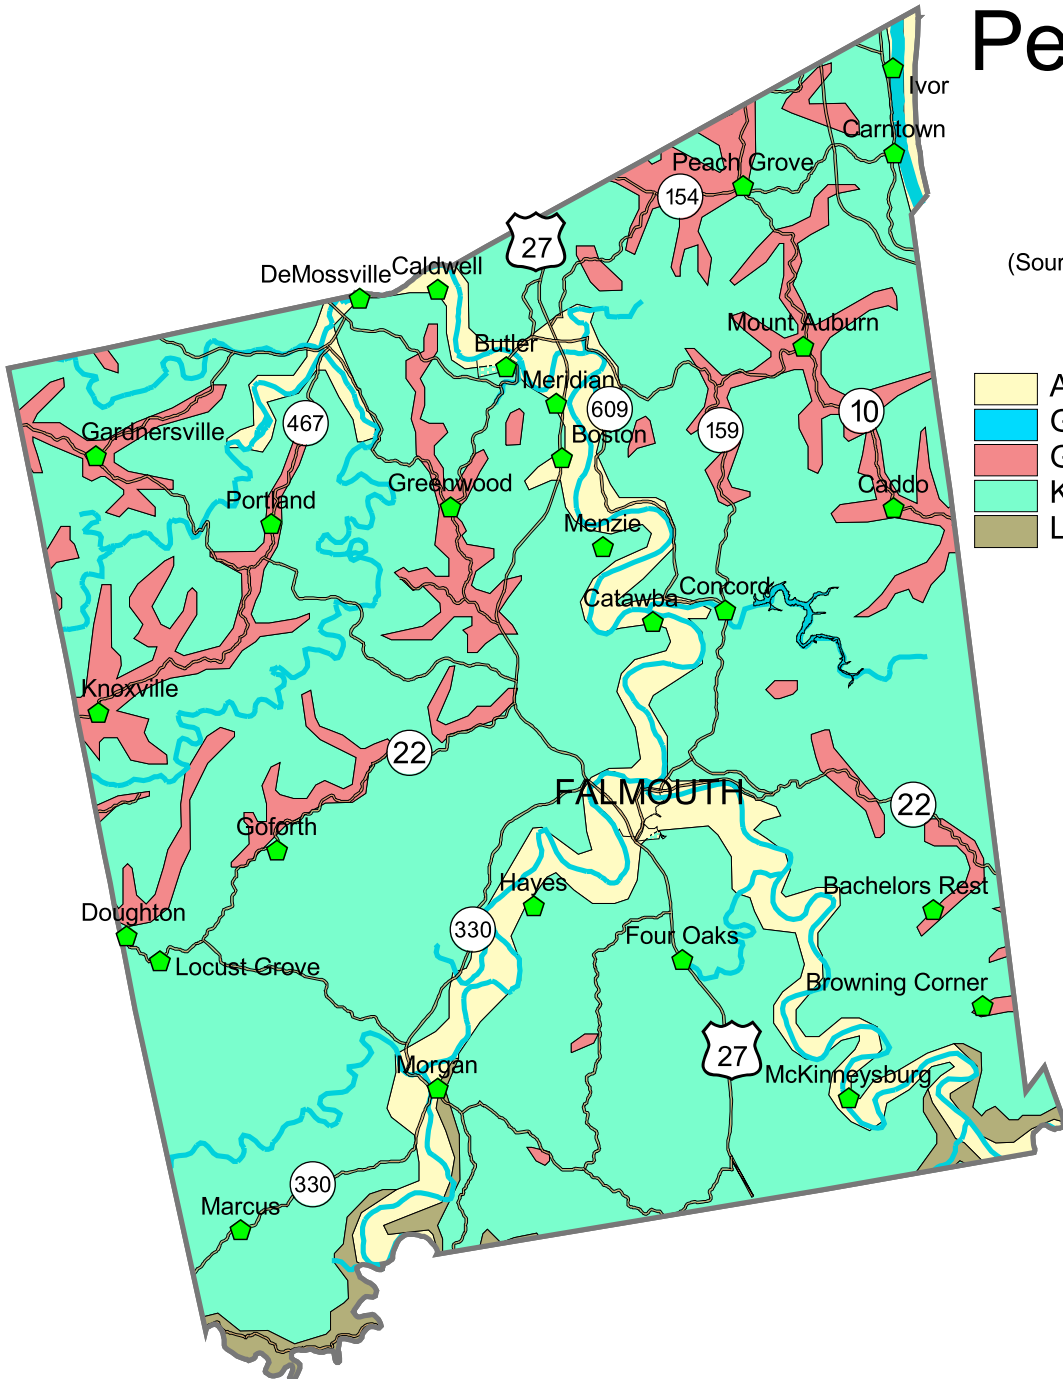 Pe
Ivor
Carntown
Peach Grove
154
27
(Sour
DeMossville
Caldwell
Mount Auburn
Butler
Meridian
A
609
10
G
467
159
Gardnersville
Boston
G
Portland
Greenwood
Caddo
K
Menzie
L
Catawba
Concord
Knoxville
22
FALMOUTH
22
Goforth
Hayes
Bachelors Rest
Doughton
330
Four Oaks
Locust Grove
Browning Corner
27
Morgan
McKinneysburg
330
Marcus